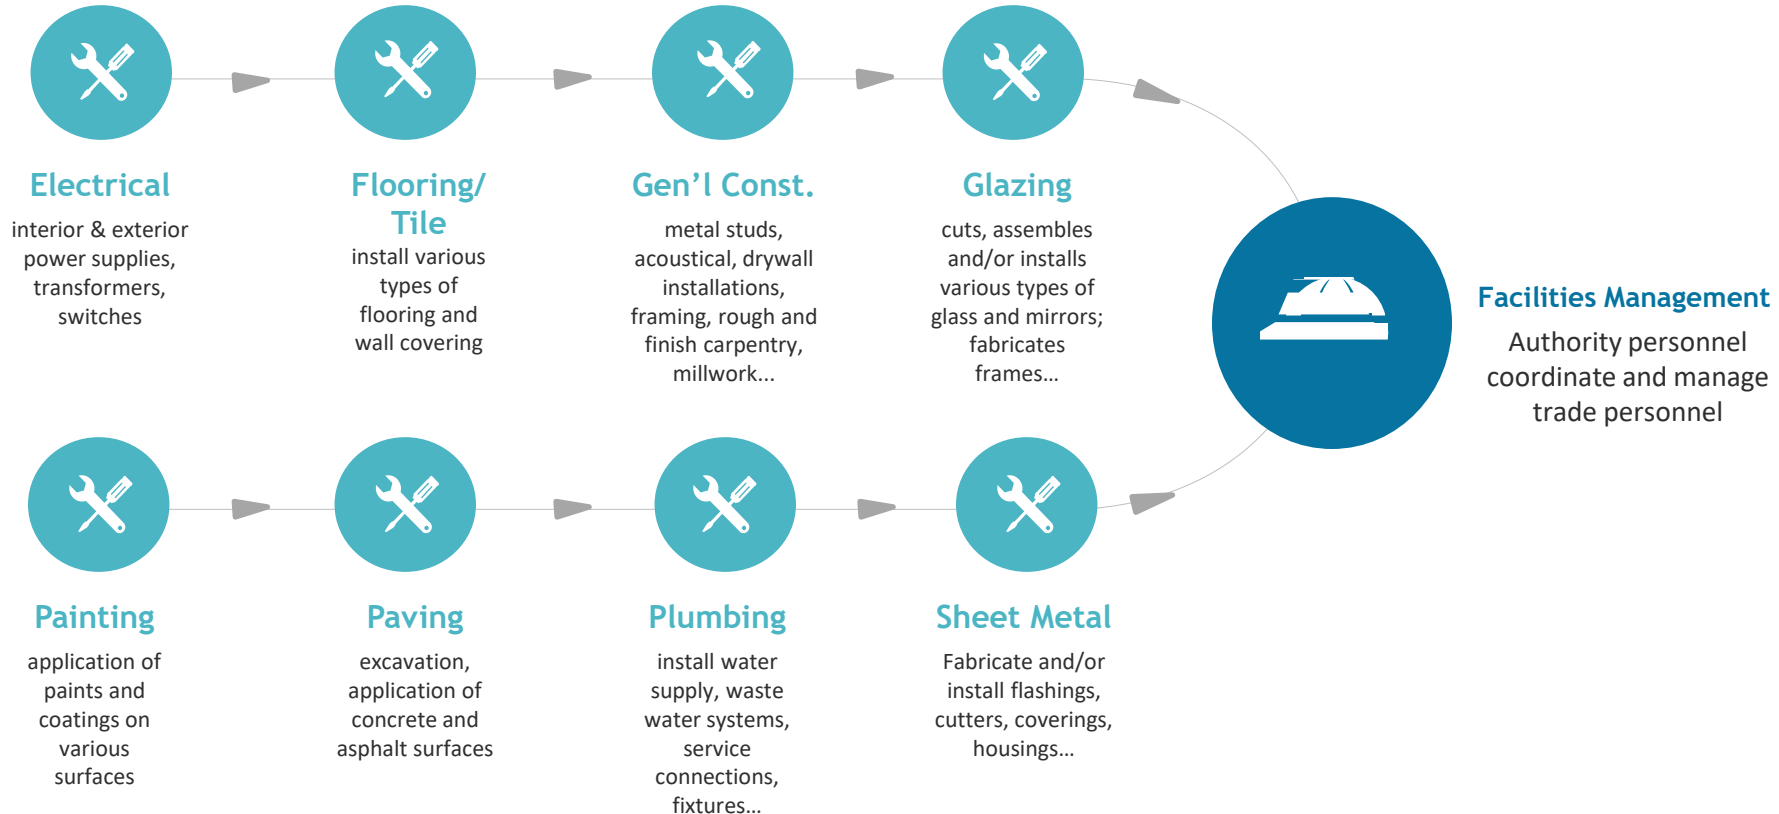 Electrical
interior & exterior
power supplies,
transformers,
switches
Flooring/
Tile
install various
types of
flooring and
wall covering
Gen’l Const.
metal studs,
acoustical, drywall
installations,
framing, rough and
finish carpentry,
millwork...
Glazing
cuts, assembles
and/or installs
various types of
glass and mirrors;
fabricates
frames…
Facilities Management
Authority personnel
coordinate and manage
trade personnel
Painting
application of
paints and
coatings on
various
surfaces
Paving
excavation,
application of
concrete and
asphalt surfaces
Plumbing
install water
supply, waste
water systems,
service
connections,
fixtures…
Sheet Metal
Fabricate and/or
install flashings,
cutters, coverings,
housings…